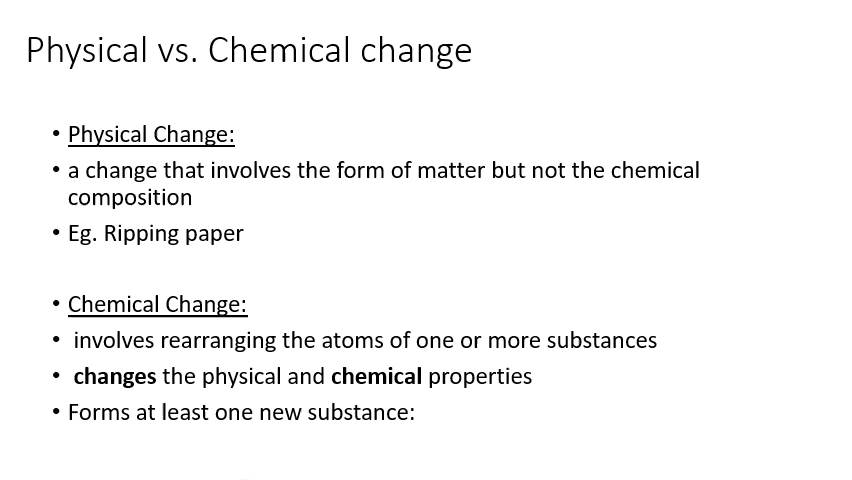 Physical vs. Chemical change
• Physical Change:
• a change that involves the form of matter but not the chemical
composition
• Eg. Ripping paper
• Chemical Change:
• involves rearranging the atoms of one or more substances
• changes the physical and chemical properties
• Forms at least one new substance: